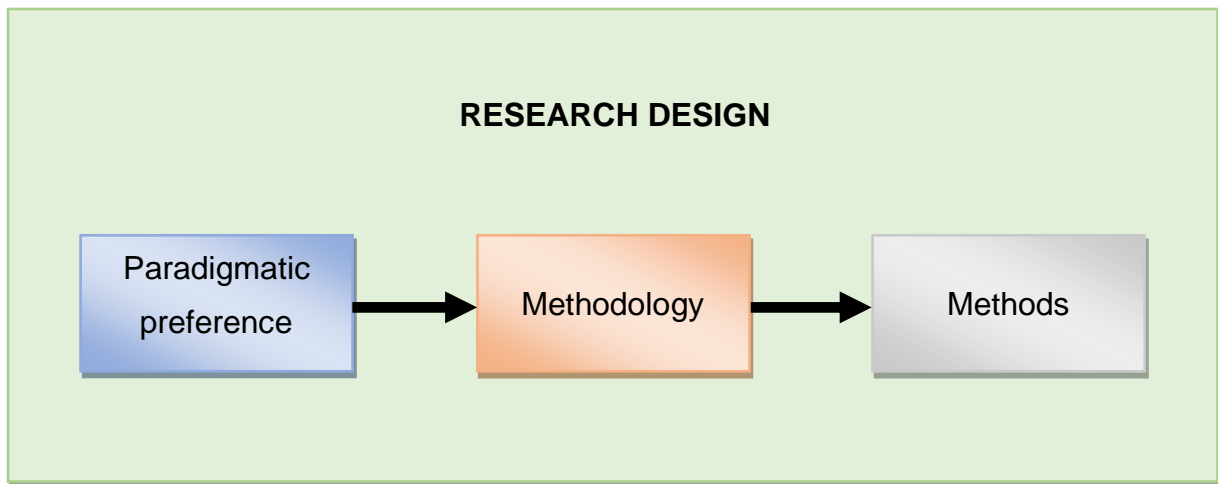 RESEARCH DESIGN
Paradigmatic
preference
Methodology
Methods